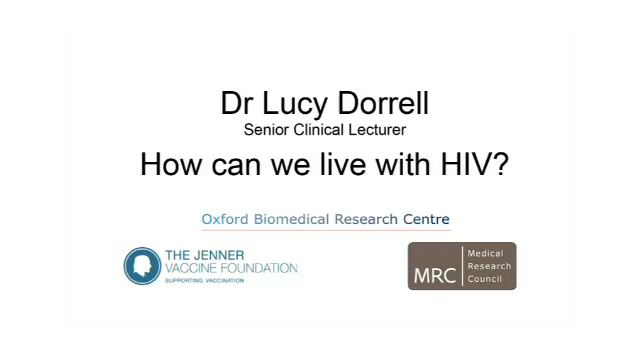 Dr Lucy Dorrell
Senior Clinical Lecturer
How can we live with HIV?
Oxford Biomedical Research Centre
THE JENNER
VACCINE FOUNDATION
SUPPORTING VACCINATION
MRC
Medical
Research
Council